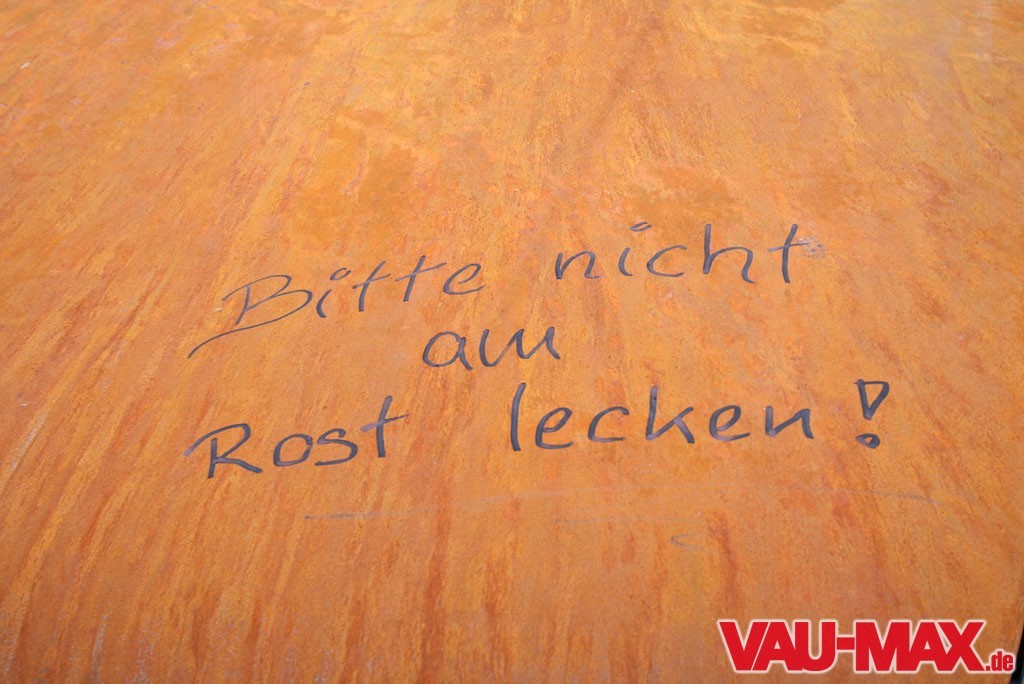 Bitte nicht
am
Rost lecken!
VAU-MAX.de